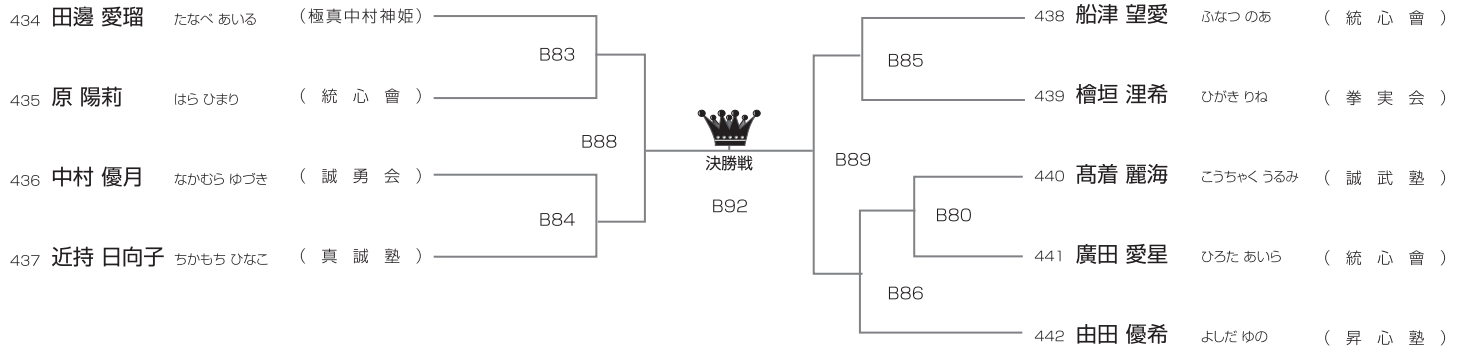 434 田邊 愛瑠 たなべ あいる （極真中村神姫）
B83
435 原 陽莉 はら ひまり （ 統 心 會 ）
B88
436 中村 優月 なかむら ゆづき （ 誠 勇 会 ）
B84
437 近持 日向子 ちかもち ひなこ （ 真 誠 塾 ）
決勝戦
B92
438 船津 望愛 ふなつ のあ （ 統 心 會 ）
B85
439 檜垣 浬希 ひがき りね （ 拳 実 会 ）
B89
440 髙着 麗海 こうちゃく うるみ （ 誠 武 塾 ）
B80
441 廣田 愛星 ひろた あいら （ 統 心 會 ）
B86
442 由田 優希 よしだ ゆの （ 昇 心 塾 ）